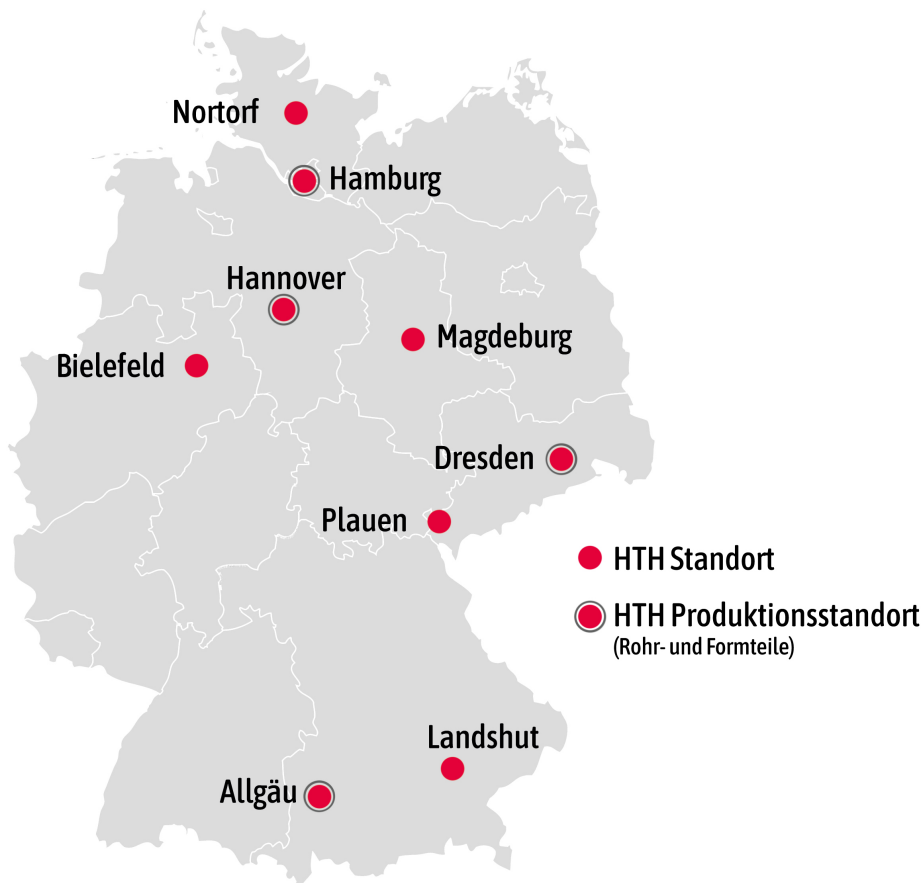 Nortorf
Hamburg
Hannover
Magdeburg
Bielefeld
Dresden
Plauen
HTH Standort
HTH Produktionsstandort
(Rohr- und Formteile)
Landshut
Allgäu